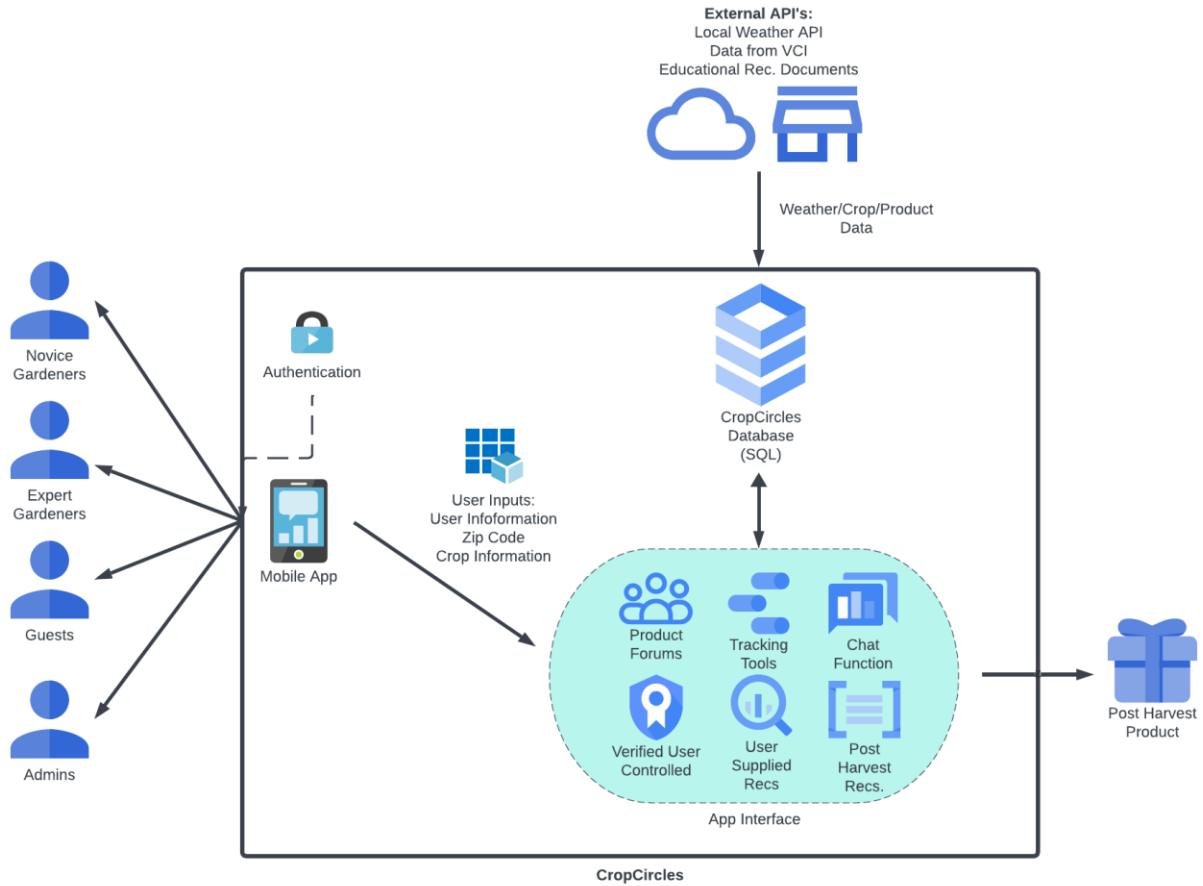 External API's:
Local Weather API
Data from VCI
Educational Rec. Documents
Weather/Crop/Product
Data
Novice
Gardeners
Expert
Gardeners
Guests
Admins
Authentication
Mobile App
User Inputs:
User Infoformation
Zip Code
Crop Information
CropCircles
Database
(SQL)
Product
Forums
Tracking
Tools
Chat
Function
Verified User
Controlled
User
Supplied
Recs
Post
Harvest
Recs.
App Interface
Post Harvest
Product
CropCircles